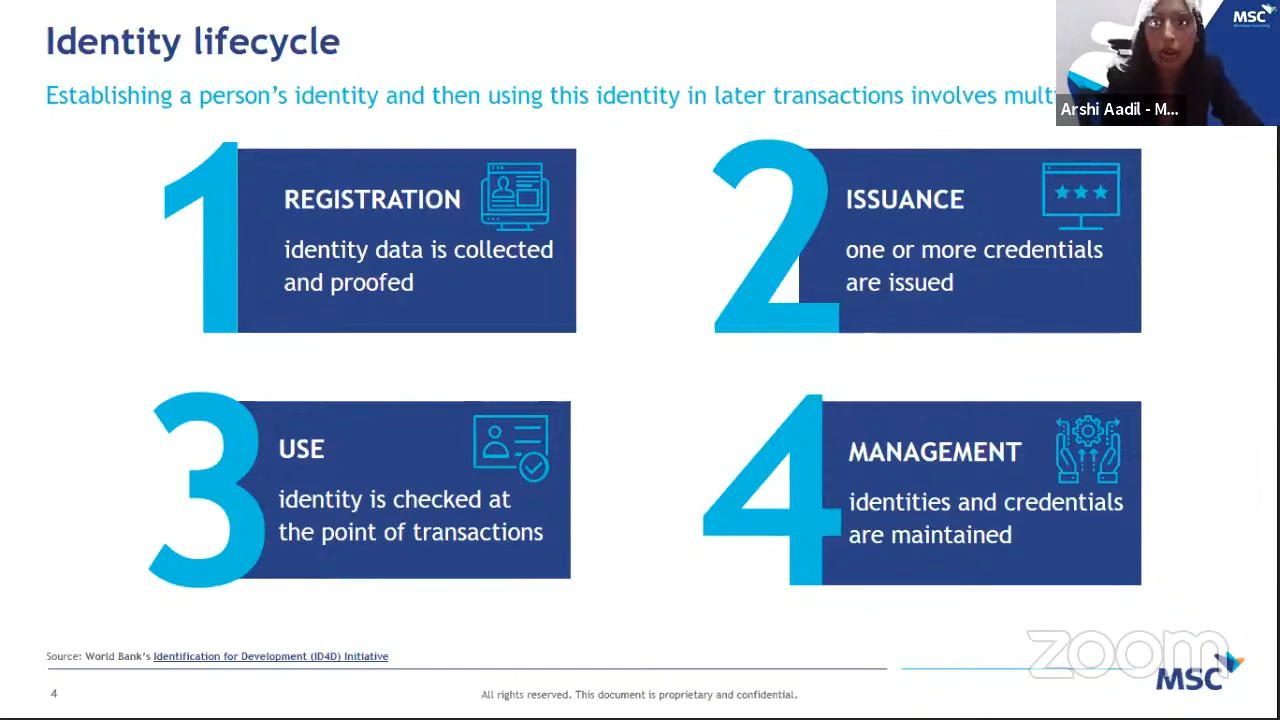 Identity lifecycle
MSC
Establishing a person's identity and then using this identity in later transactions involves mult
Arshi Aadil - M...
1
REGISTRATION
identity data is collected
and proofed
2
ISSUANCE
one or more credentials
are issued
3
USE
identity is checked at
the point of transactions
4
MANAGEMENT
identities and credentials
are maintained
Source: World Bank's Identification for Development (ID4D) Initiative
zoom
MSC
4
All rights reserved. This document is proprietary and confidential.